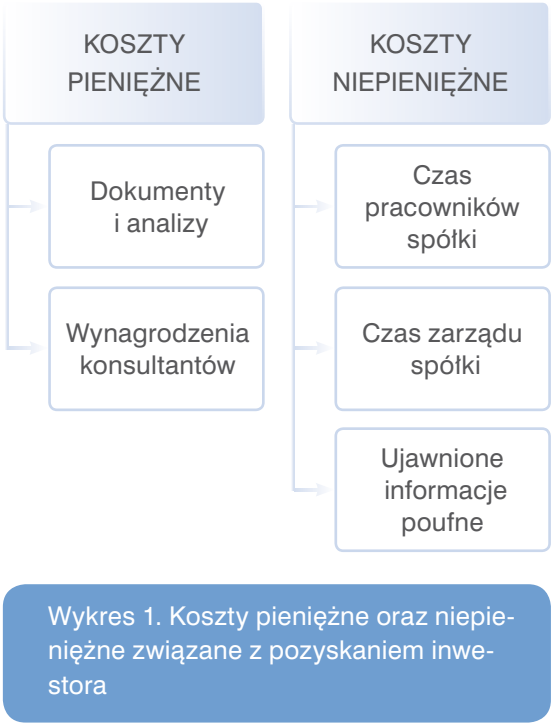 KOSZTY
PIENIĘŻNE
Dokumenty
i analizy
Wynagrodzenia
konsultantów
KOSZTY
NIEPIENIĘŻNE
Czas
pracowników
spółki
Czas zarządu
spółki
Ujawnione
informacje
poufne
Wykres 1. Koszty pieniężne oraz niepie-
niężne związane z pozyskaniem inwe-
stora